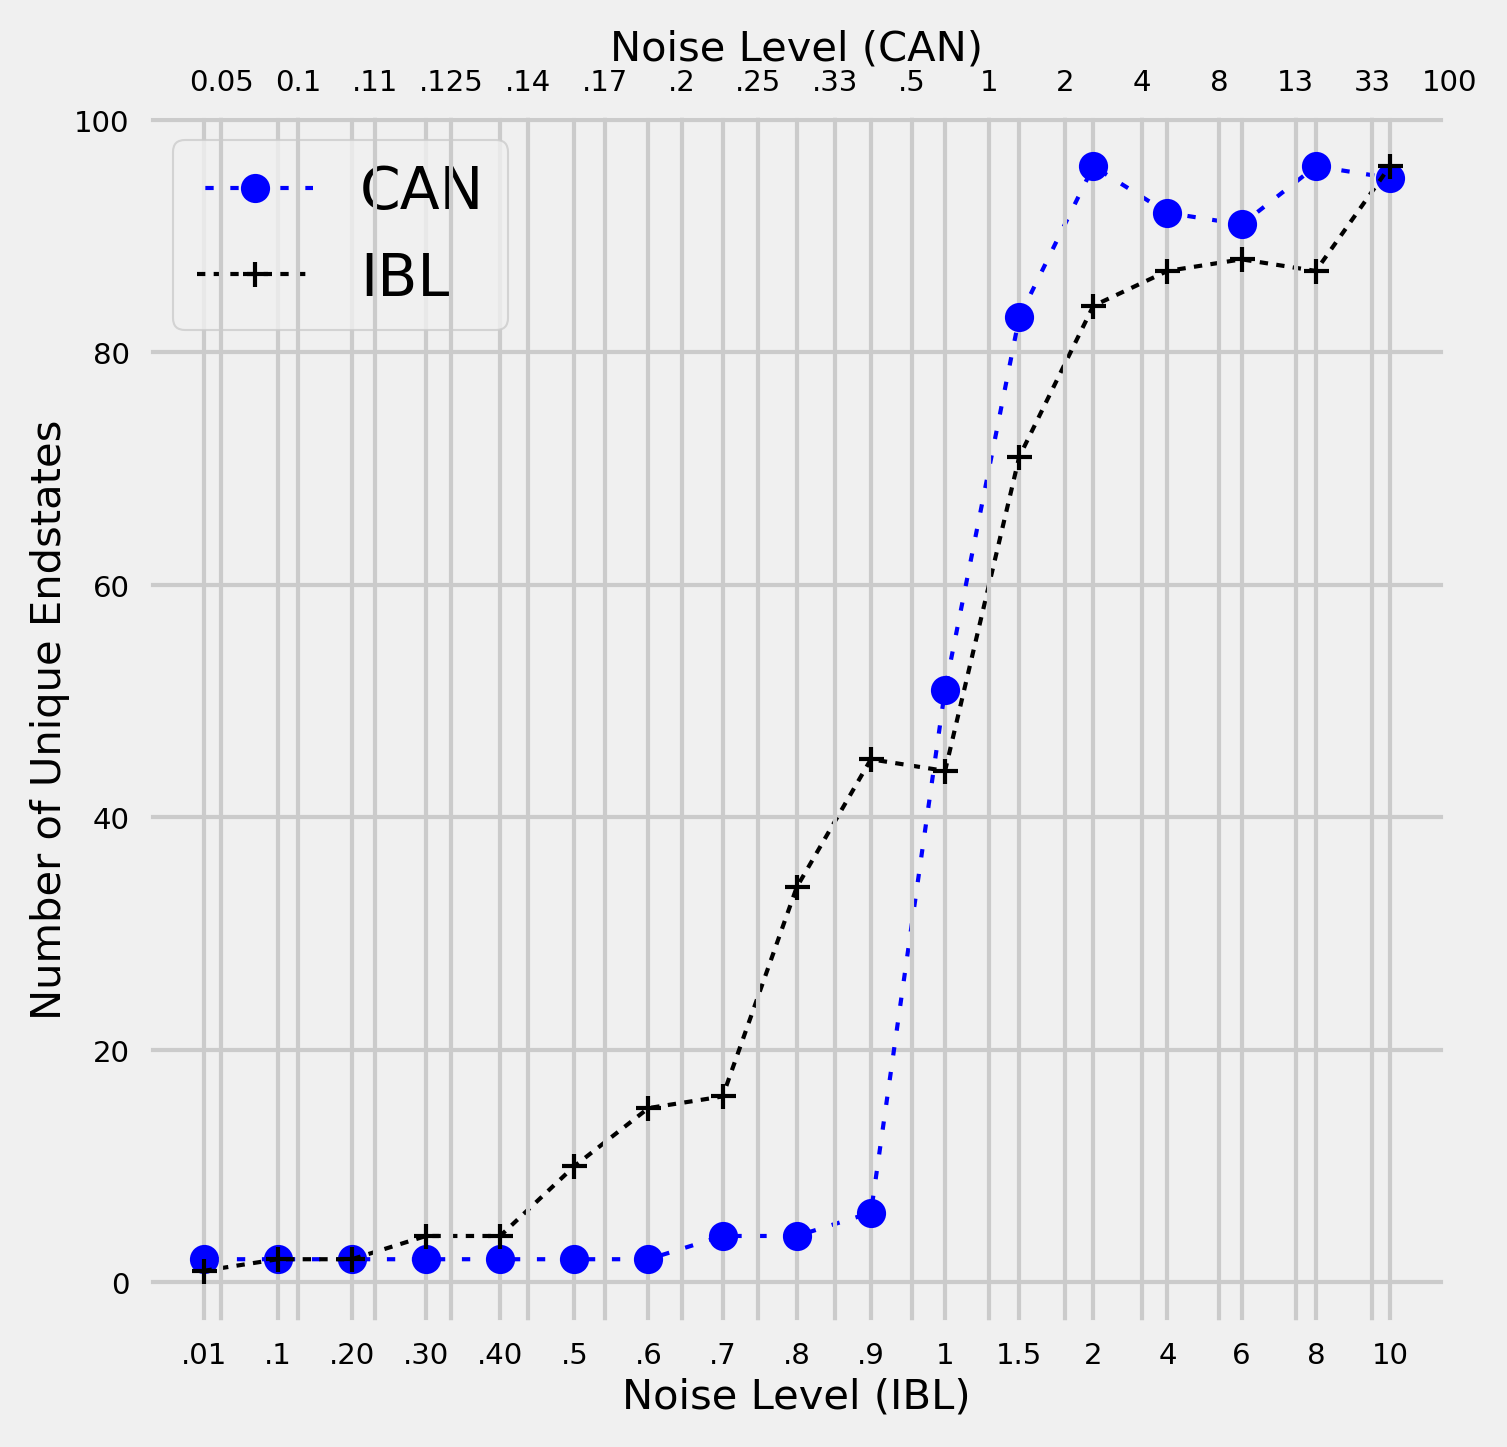 Noise Level (CAN)
0.05 0.1 .11 .125 .14 .17 .2 .25 .33 .5 1 2 4 8 13 33 100
100
CAN
IBL
80
60
40
20
0
Number of Unique Endstates
.01 .1 .20 .30 .40 .5 .6 .7 .8 .9 1 1.5 2 4 6 8 10
Noise Level (IBL)